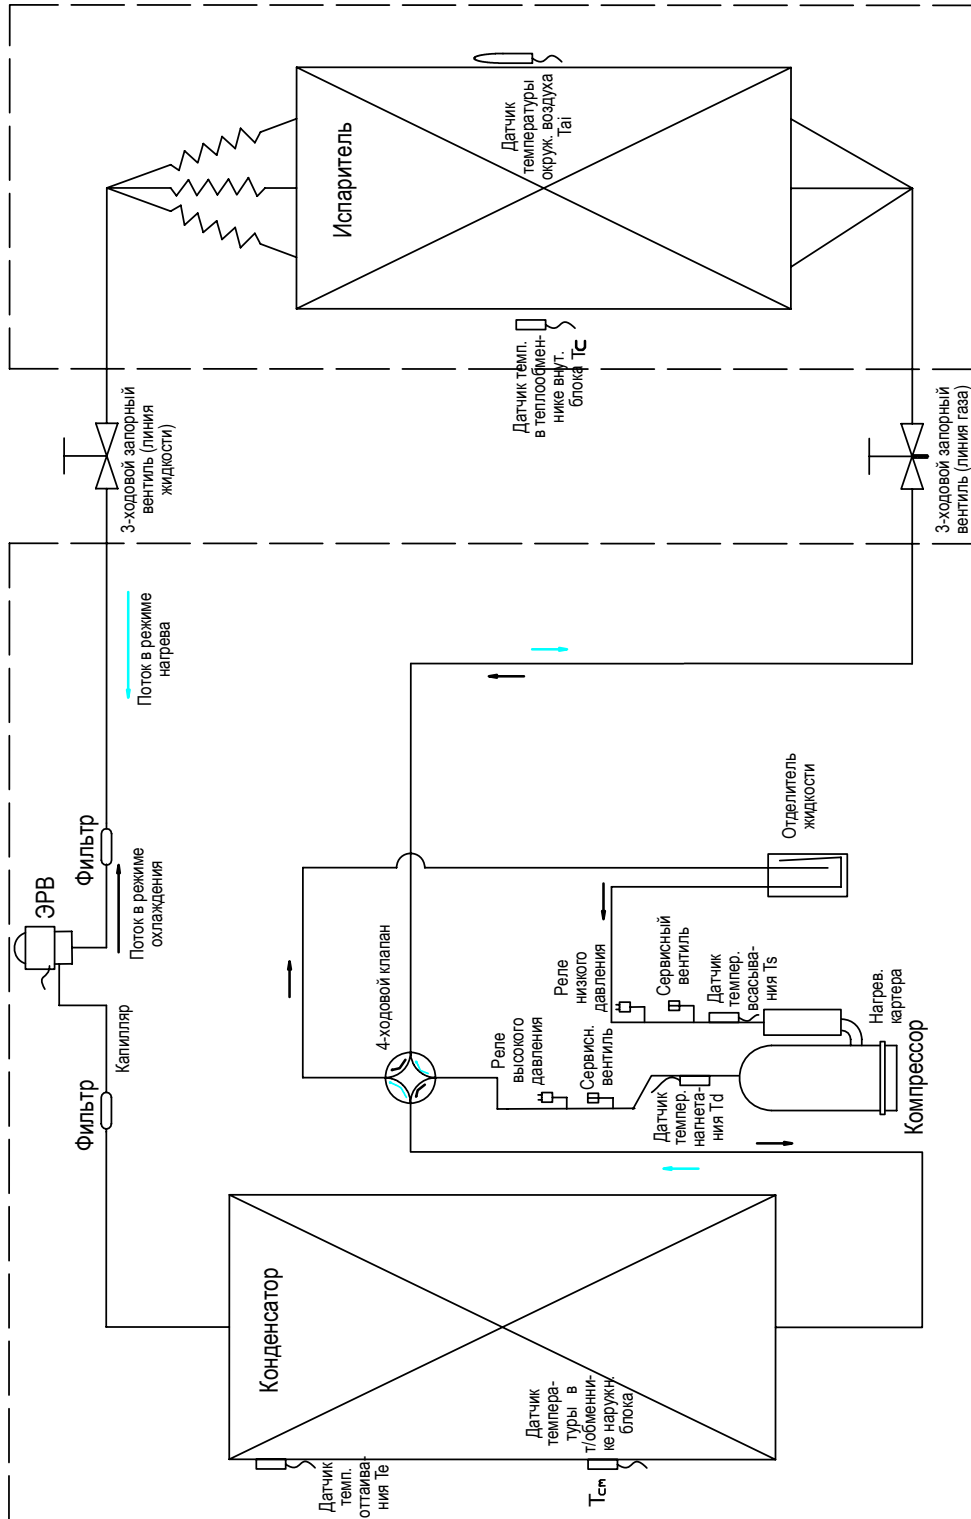 ЭРВ
Фильтр
Фильтр
Капилляр
Поток в режиме
охлаждения
Поток в режиме
нагрева
3-ходовой запорный
вентиль (линия
жидкости)
Конденсатор
Испаритель
Датчик
темп.
оттаива-
ния Te
4-ходовой клапан
Датчик
температуры
окруж. воздуха
Tai
Датчик темп.
в теплообмен-
нике внут.
блока Tc
Реле
высокого
давления
Реле
низкого
давления
Датчик
темпера-
туры в
т/обменни-
ке наружн.
блока
Tcm
Сервисн.
вентиль
Сервисный
вентиль
Датчик
темпер.
нагнета-
ния Td
Датчик
темпер.
всасыва-
ния Ts
Отделитель
жидкости
Нагрев.
картера
Компрессор
3-ходовой запорный
вентиль (линия газа)